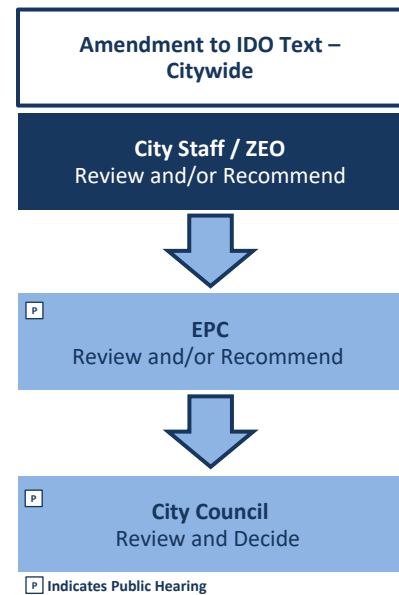 Amendment to IDO Text –
Citywide
City Staff / ZEO
Review and/or Recommend
P
EPC
Review and/or Recommend
P
City Council
Review and Decide
P Indicates Public Hearing